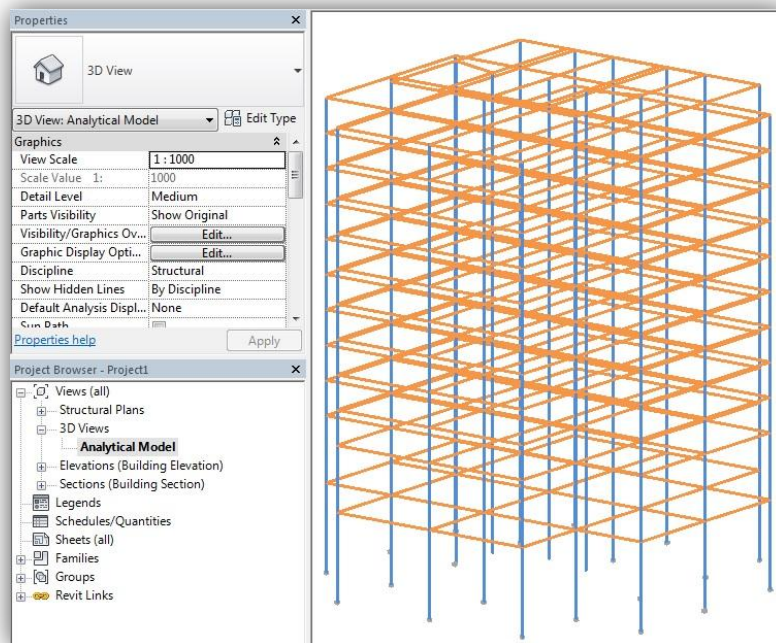 Properties
3D View
3D View: Analytical Model
Edit Type
Graphics
View Scale
1 : 1000
Scale Value 1:
1000
Detail Level
Medium
Parts Visibility
Show Original
Visibility/Graphics Ov...
Edit...
Graphic Display Opti...
Edit...
Discipline
Structural
Show Hidden Lines
By Discipline
Default Analysis Displ...
None
Sun Path
Properties help
Apply
Project Browser - Project1
Views (all)
Structural Plans
3D Views
Analytical Model
Elevations (Building Elevation)
Sections (Building Section)
Legends
Schedules/Quantities
Sheets (all)
Families
Groups
Revit Links